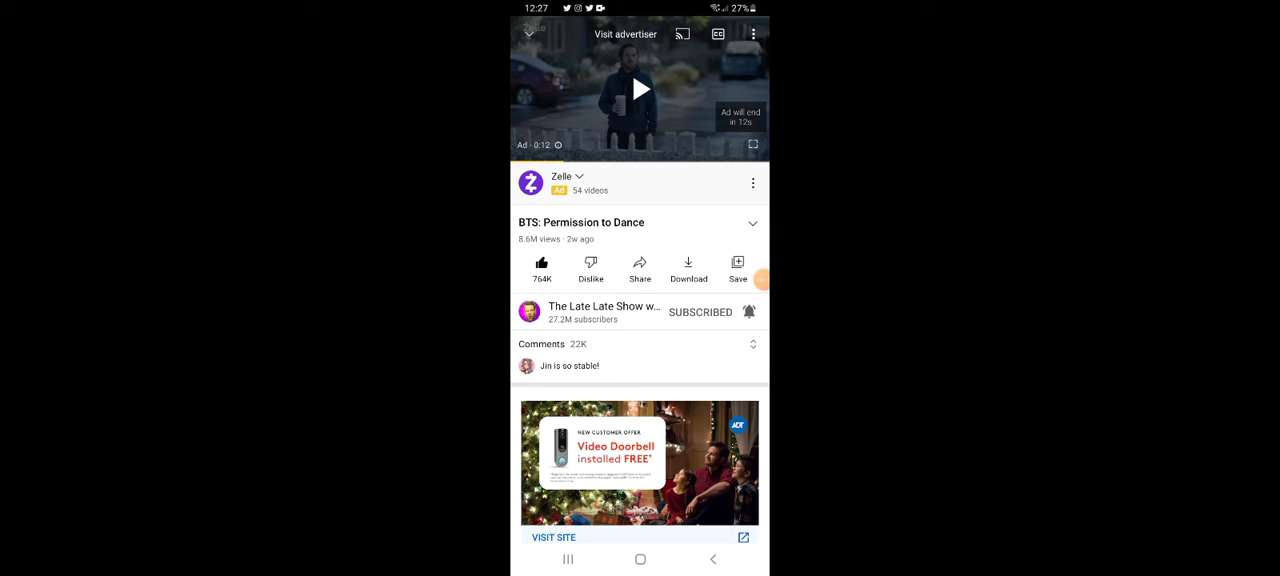 12:27
27%
Zelle
Visit advertiser
CC
Ad will end
in 12s
Ad · 0:12
Zelle
Ad 54 videos
BTS: Permission to Dance
8.6M views · 2w ago
764K Dislike Share Download Save
The Late Late Show w...
27.2M subscribers
SUBSCRIBED
Comments 22K
Jin is so stable!
NEW CUSTOMER OFFER
Video Doorbell
installed FREE*
ADT
VISIT SITE